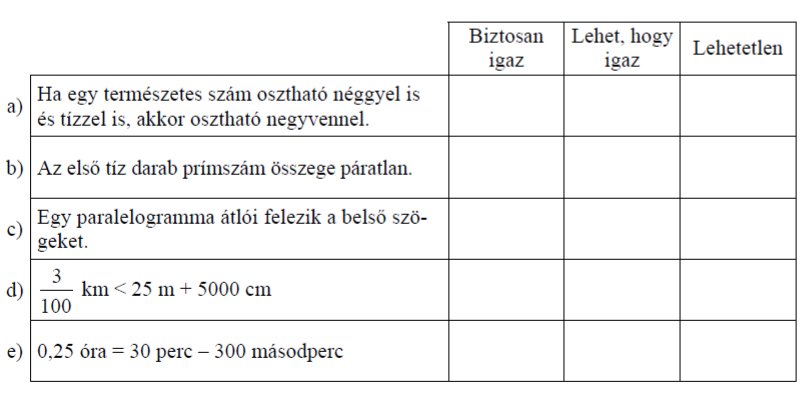 Biztosan igaz
Lehet, hogy igaz
Lehetetlen
a) Ha egy természetes szám osztható néggyel is
és tízzel is, akkor osztható negyvennel.
b) Az első tíz darab prímszám összege páratlan.
c) Egy paralelogramma átlói felezik a belső szö-
geket.
d) 3/100 km < 25 m + 5000 cm
e) 0,25 óra = 30 perc – 300 másodperc